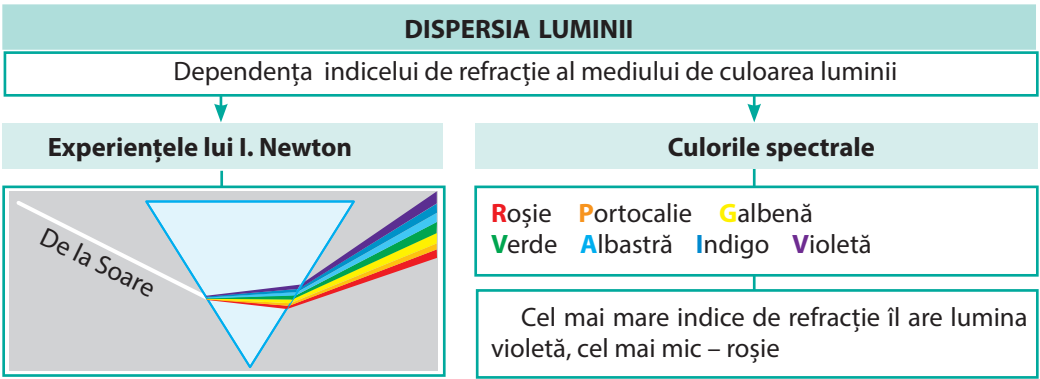 DISPERSIA LUMINII
Dependența indicelui de refracție al mediului de culoarea luminii
Experiențele lui I. Newton
De la Soare
Culorile spectrale
Roșie Portocalie Galbenă
Verde Albastră Indigo Violetă
Cel mai mare indice de refracție îl are lumina
violetă, cel mai mic – roșie